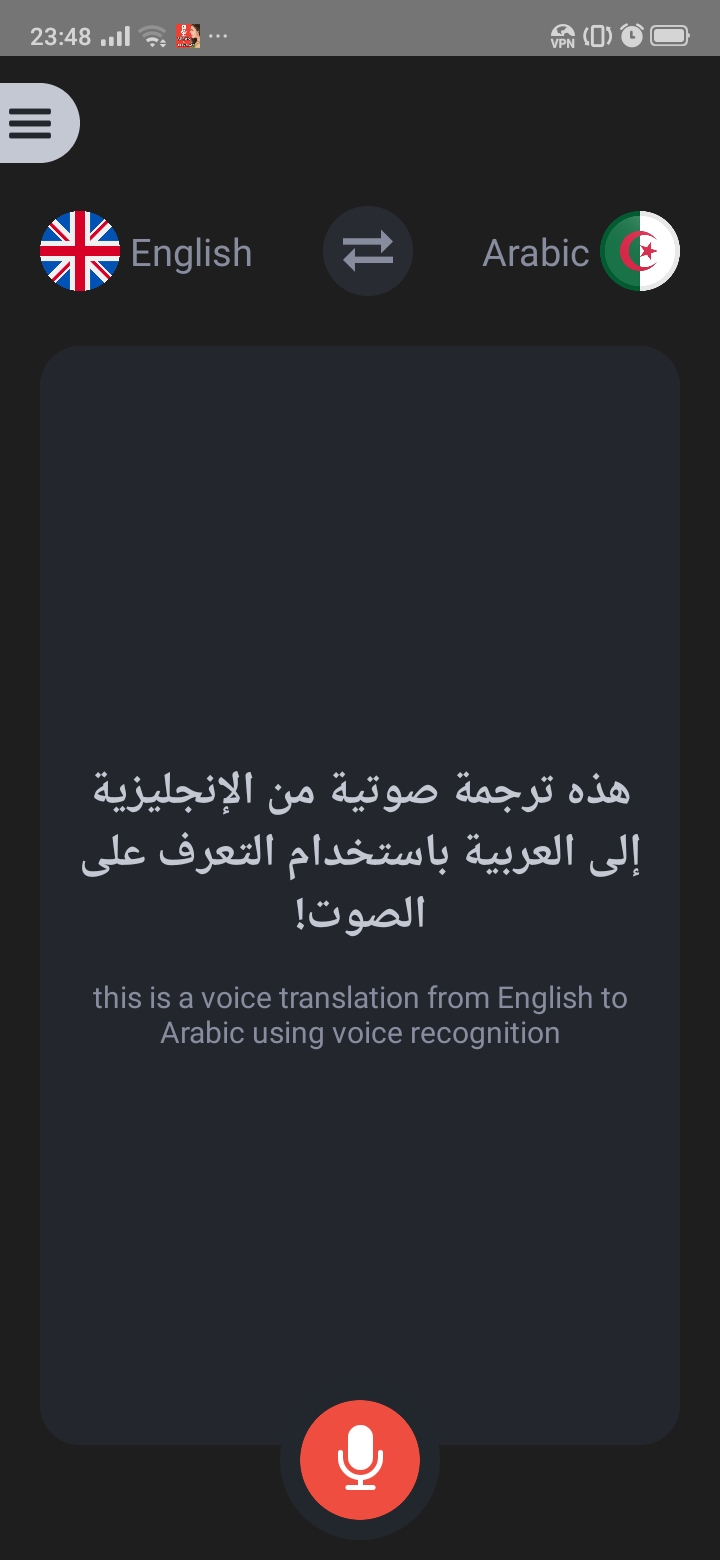 23:48
VPN
English
Arabic
هذه ترجمة صوتية من الإنجليزية
إلى العربية باستخدام التعرف على
الصوت!
this is a voice translation from English to
Arabic using voice recognition